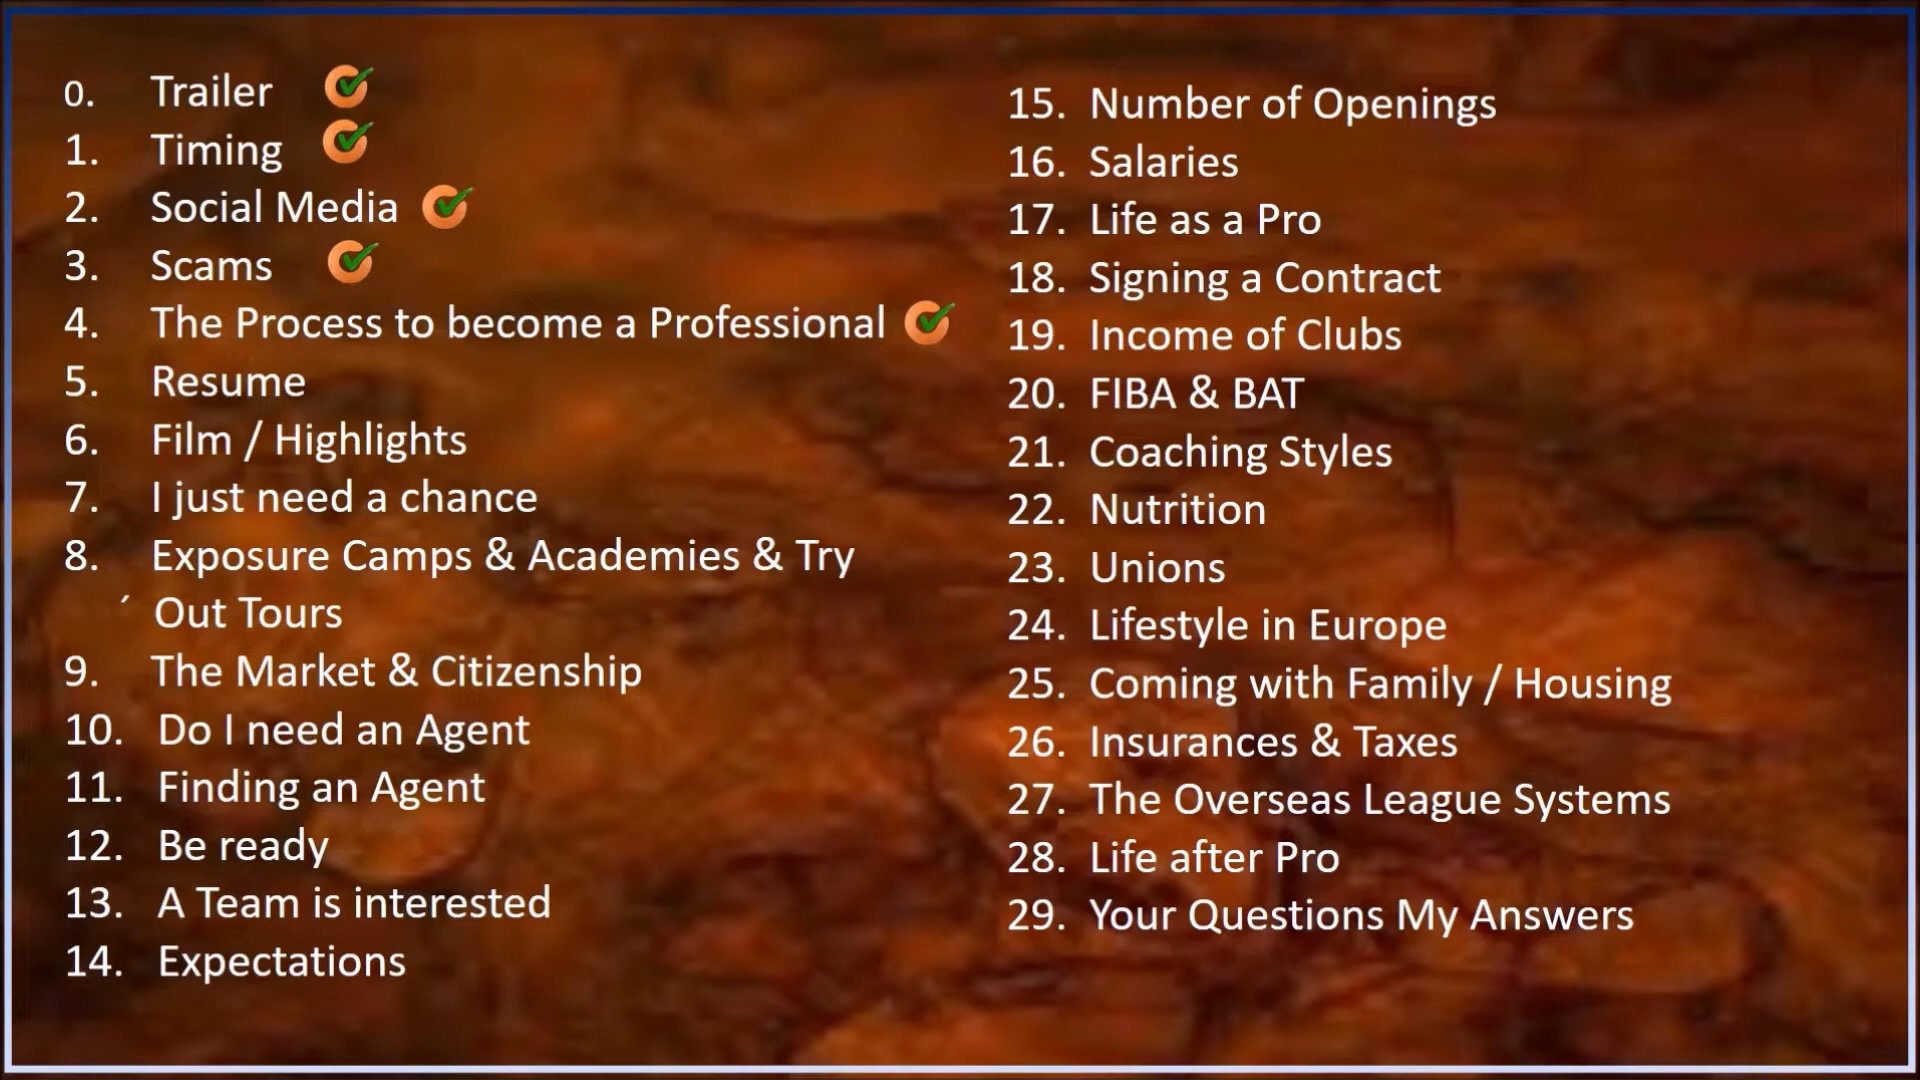 0. Trailer
1. Timing
2. Social Media
3. Scams
4. The Process to become a Professional
5. Resume
6. Film / Highlights
7. I just need a chance
8. Exposure Camps & Academies & Try
´ Out Tours
9. The Market & Citizenship
10. Do I need an Agent
11. Finding an Agent
12. Be ready
13. A Team is interested
14. Expectations
15. Number of Openings
16. Salaries
17. Life as a Pro
18. Signing a Contract
19. Income of Clubs
20. FIBA & BAT
21. Coaching Styles
22. Nutrition
23. Unions
24. Lifestyle in Europe
25. Coming with Family / Housing
26. Insurances & Taxes
27. The Overseas League Systems
28. Life after Pro
29. Your Questions My Answers